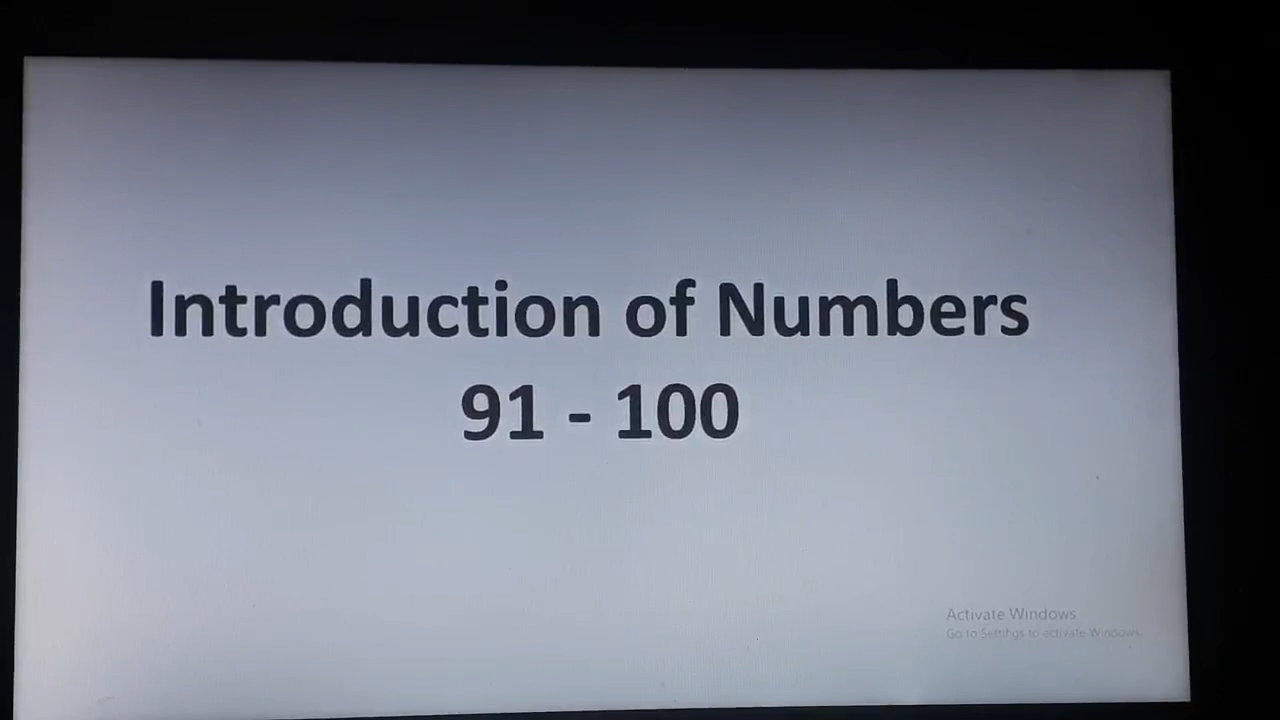 Introduction of Numbers
91 - 100
Activate Windows
Go to Settings to activate Windows.